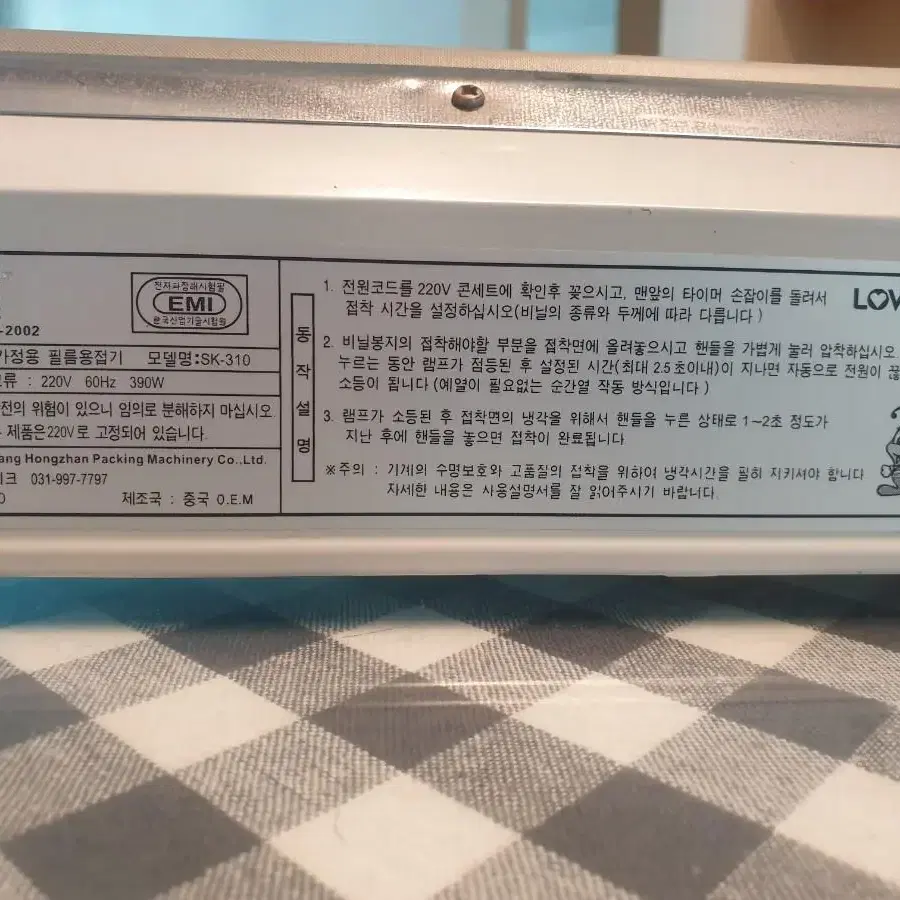 전자파장해시험필
EMI
한국산업기술시험원
-2002
가정용 필름용접기 모델명:SK-310
류 : 220V 60Hz 390W
전의 위험이 있으니 임의로 분해하지 마십시오
제품은 220V로 고정되어 있습니다.
ang Hongzhan Packing Machinery Co., Ltd.
크 031-997-7797
0 제조국 : 중국 O.E.M
동작설명
1. 전원코드를 220V 콘세트에 확인후 꽂으시고, 맨앞의 타이머 손잡이를 돌려서
접착 시간을 설정하십시오(비닐의 종류와 두께에 따라 다릅니다)
2. 비닐봉지의 접착해야할 부분을 접착면에 올려놓으시고 핸들을 가볍게 눌러 압착하십시오
누르는 동안 램프가 점등된 후 설정된 시간(최대 2.5초이내)이 지나면 자동으로 전원이 끊
소등이 됩니다 (예열이 필요없는 순간열 작동 방식입니다)
3. 램프가 소등된 후 접착면의 냉각을 위해서 핸들을 누른 상태로 1~2초 정도가
지난 후에 핸들을 놓으면 접착이 완료됩니다.
※주의 : 기계의 수명보호와 고품질의 접착을 위하여 냉각시간을 필히 지키셔야 합니다
자세한 내용은 사용설명서를 잘 읽어주시기 바랍니다.
LOV